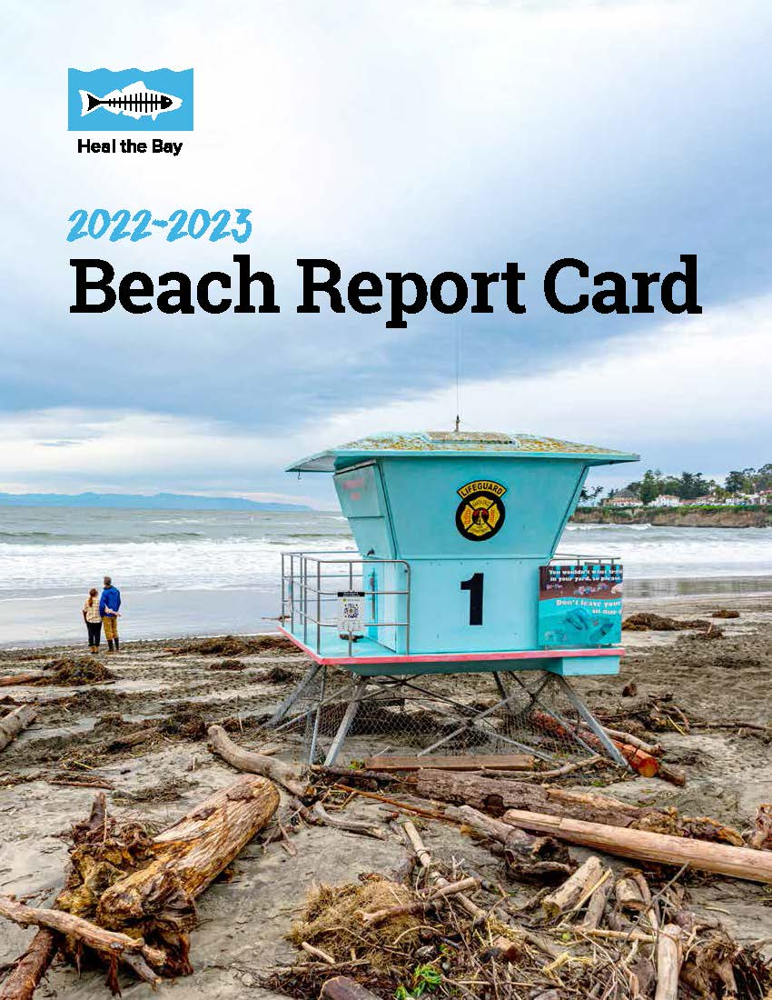 Heal the Bay
2022-2023
Beach Report Card
LIFEGUARD
1
You wouldn't want
in your yard, so please
Don't leave your